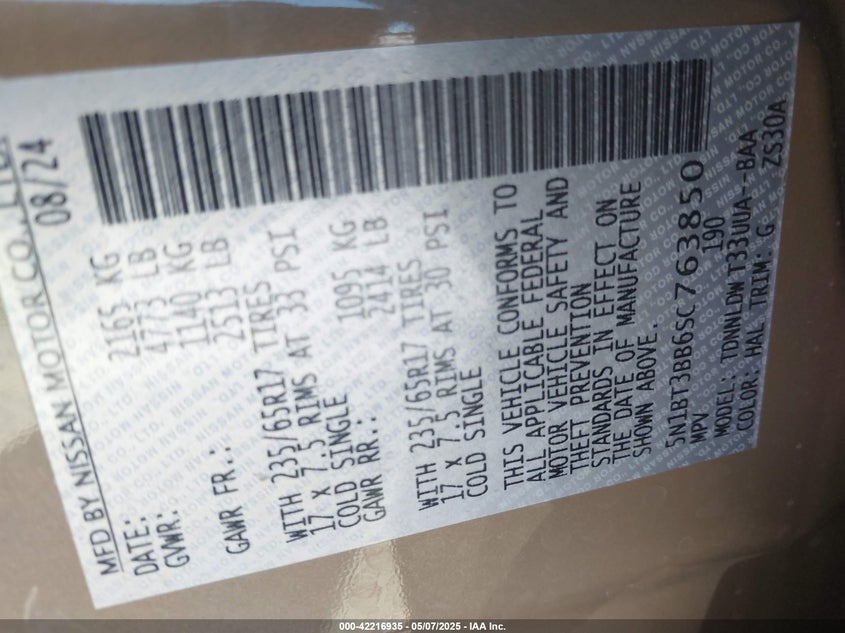 MFD BY NISSAN MOTOR CO., LTD.
DATE: 08/24
GVWR: 2165 KG
4773 LB
GAWR FR.: 1140 KG
2513 LB
WITH 235/65R17 TIRES
17 X 7.5 RIMS AT 33 PSI
COLD SINGLE
GAWR RR.: 1095 KG
2414 LB
WITH 235/65R17 TIRES
17 X 7.5 RIMS AT 30 PSI
COLD SINGLE
THIS VEHICLE CONFORMS TO
ALL APPLICABLE FEDERAL
MOTOR VEHICLE SAFETY AND
THEFT PREVENTION
STANDARDS IN EFFECT ON
THE DATE OF MANUFACTURE
SHOWN ABOVE.
5N1BT3BB6SC763850
MPV 190
MODEL: TDNNLDWT33UUA--BAA
COLOR: HAL TRIM: G ZS30A
000-42216935 - 05/07/2025 - IAA Inc.